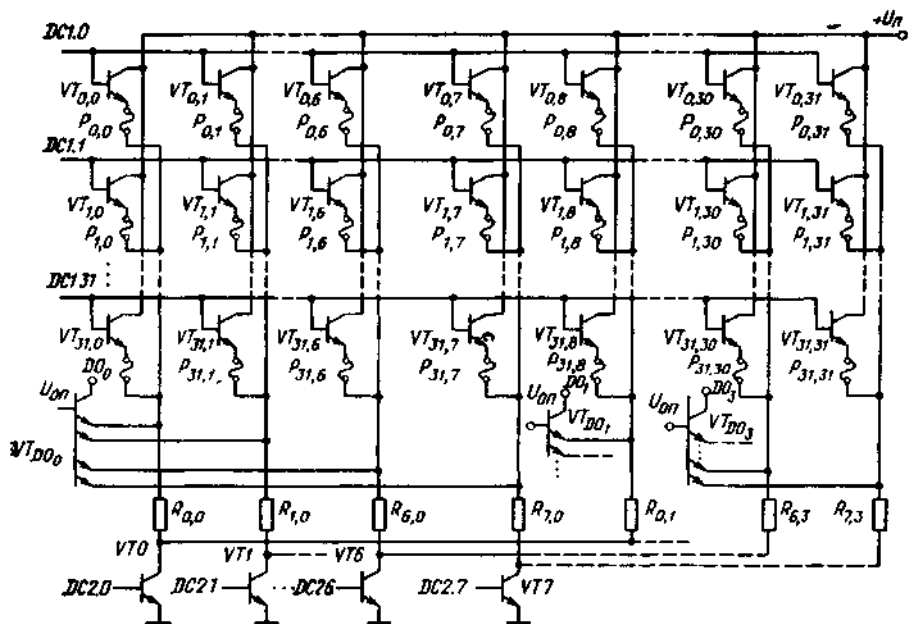 DC1.0 +Uп
VT0,0 VT0,1 VT0,6 VT0,7 VT0,8 VT0,30 VT0,31
P0,0 P0,1 P0,6 P0,7 P0,8 P0,30 P0,31
DC1.1
VT1,0 VT1,1 VT1,6 VT1,7 VT1,8 VT1,30 VT1,31
P1,0 P1,1 P1,6 P1,7 P1,8 P1,30 P1,31
DC1.31
VT31,0 VT31,1 VT31,6 VT31,7 VT31,8 VT31,30 VT31,31
P31,1 P31,6 P31,7 P31,8 P31,30 P31,31
DO0 DO1 DO3
Uоп Uоп Uоп
VTDO0 VTDO1 VTDO3
R0,0 R1,0 R6,0 R7,0 R0,1 R6,3 R7,3
VT0 VT1 VT6 VT7
DC2.0 DC2.1 DC2.6 DC2.7